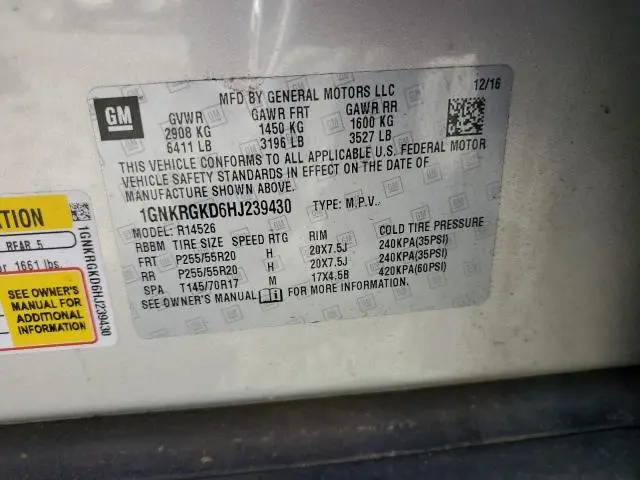 MFD BY GENERAL MOTORS LLC 12/16
GM
GVWR GAWR FRT GAWR RR
2908 KG 1450 KG 1600 KG
6411 LB 3196 LB 3527 LB
THIS VEHICLE CONFORMS TO ALL APPLICABLE U.S. FEDERAL MOTOR
VEHICLE SAFETY STANDARDS IN EFFECT ON THE DATE OF
MANUFACTURE SHOWN ABOVE.
1GNKRGKD6HJ239430 TYPE: M.P.V.
MODEL: R14526
RBBM TIRE SIZE SPEED RTG RIM COLD TIRE PRESSURE
FRT P255/55R20 H 20X7.5J 240KPA(35PSI)
RR P255/55R20 H 20X7.5J 240KPA(35PSI)
SPA T145/70R17 M 17X4.5B 420KPA(60PSI)
SEE OWNER'S MANUAL FOR MORE INFORMATION.
REAR 5
or 1661 lbs.
SEE OWNER'S
MANUAL FOR
ADDITIONAL
INFORMATION
1GNKRGKD6HJ239430